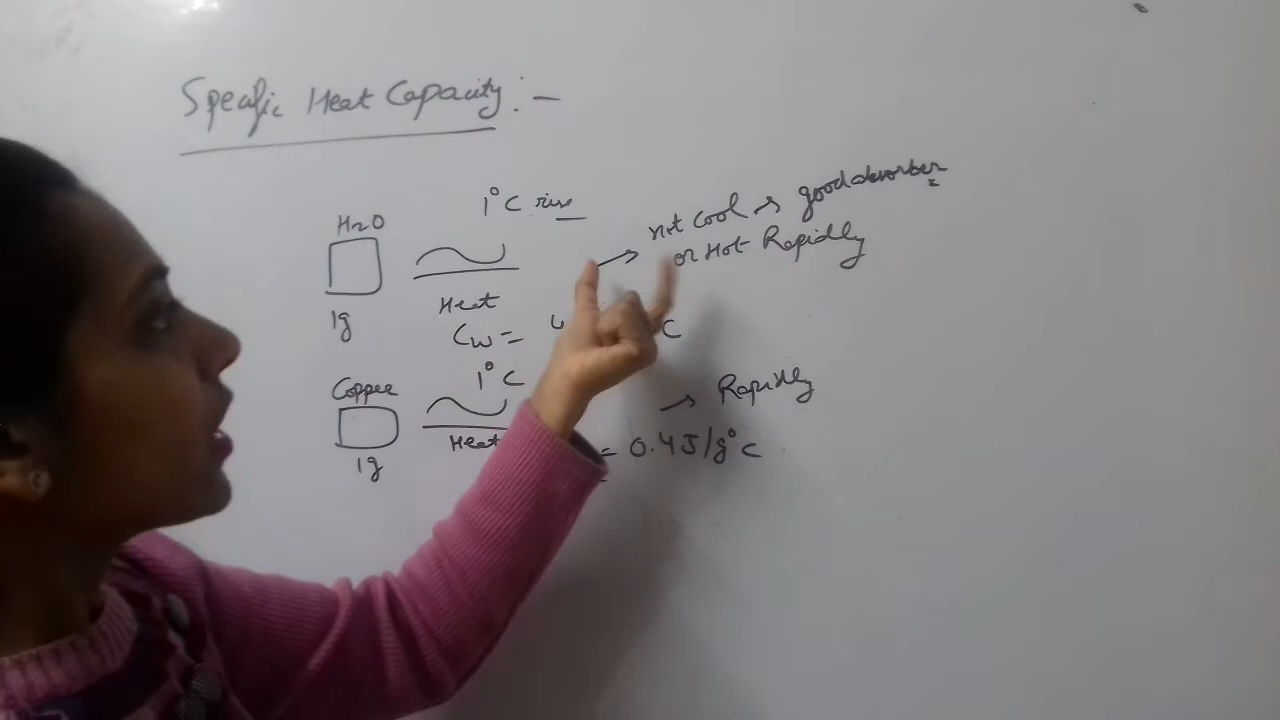 Specific Heat Capacity :-
H2O
1g
1°C rise
Heat
→ not cool
or Hot Rapidly
→ good absorber
Cw =
C
Copper
1g
1°C
Heat
= 0.4J/g°C
→ Rapidly